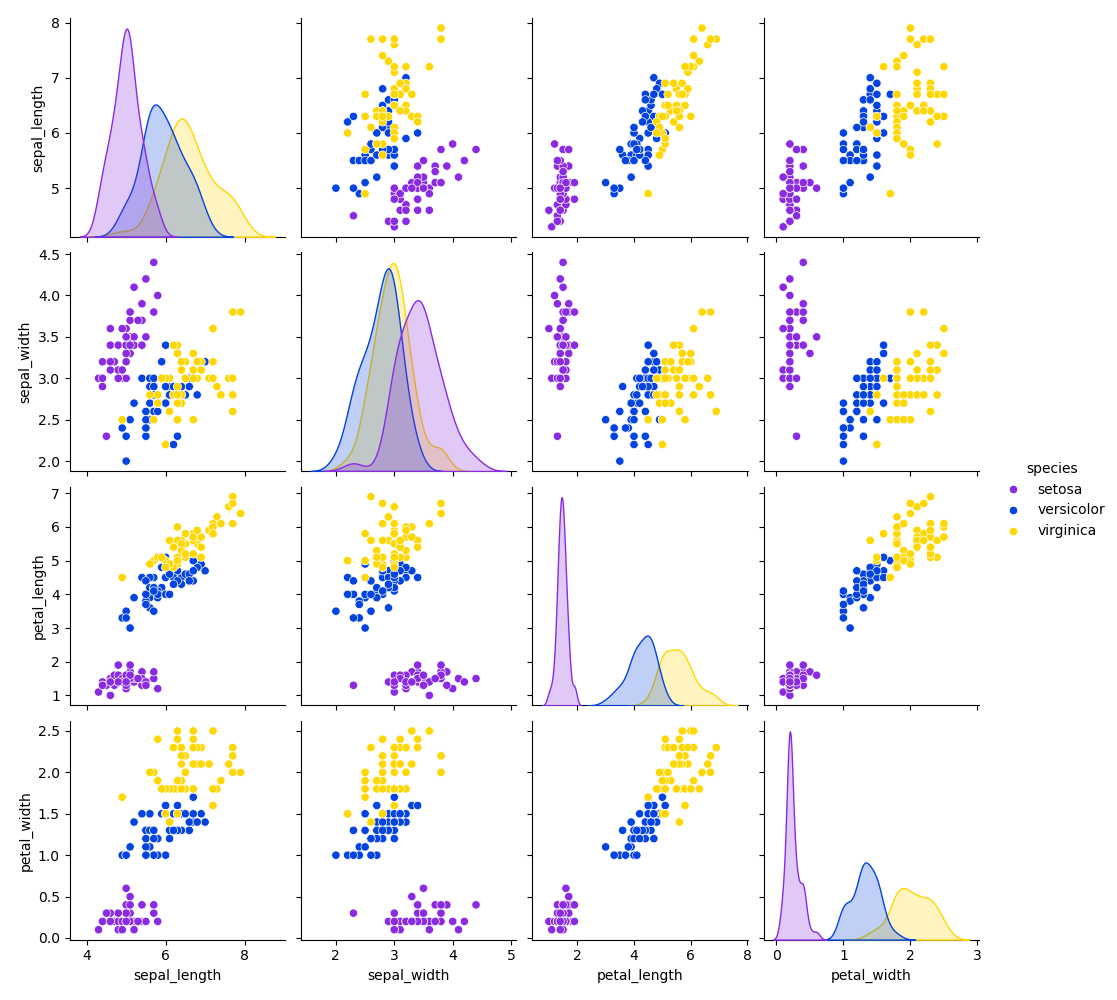 8
7
6
5
sepal_length
4.5
4.0
3.5
3.0
2.5
2.0
sepal_width
7
6
5
4
3
2
1
petal_length
2.5
2.0
1.5
1.0
0.5
0.0
petal_width
4 6 8
sepal_length
2 3 4 5
sepal_width
2 4 6 8
petal_length
0 1 2 3
petal_width
species
setosa
versicolor
virginica